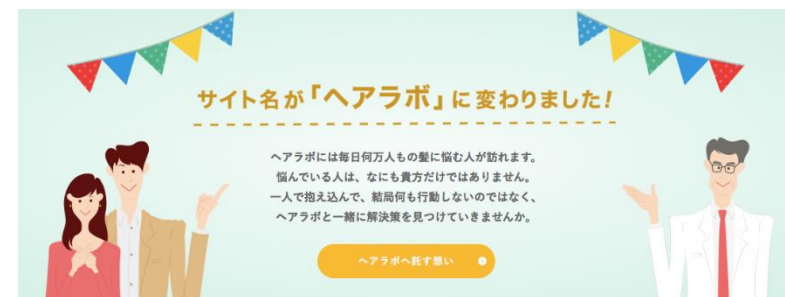 サイト名が「ヘアラボ」に変わりました!
ヘアラボには毎日何万人もの髪に悩む人が訪れます。
悩んでいる人は、なにも貴方だけではありません。
一人で抱え込んで、結局何も行動しないのではなく、
ヘアラボと一緒に解決策を見つけていきませんか。
ヘアラボへ託す想い